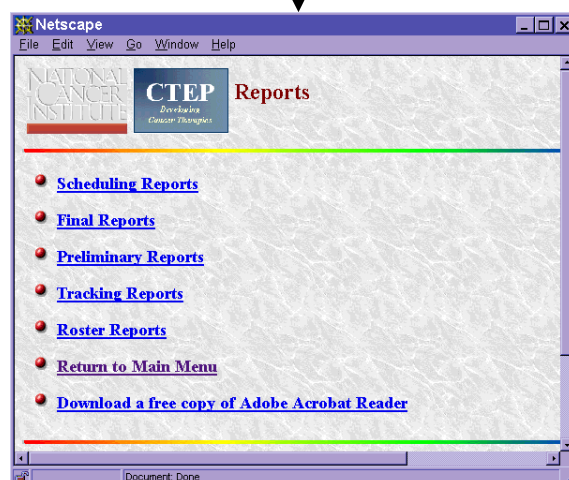 Netscape
File Edit View Go Window Help
NATIONAL
CANCER
INSTITUTE
CTEP
Developing
Cancer Therapies
Reports
Scheduling Reports
Final Reports
Preliminary Reports
Tracking Reports
Roster Reports
Return to Main Menu
Download a free copy of Adobe Acrobat Reader
Document: Done